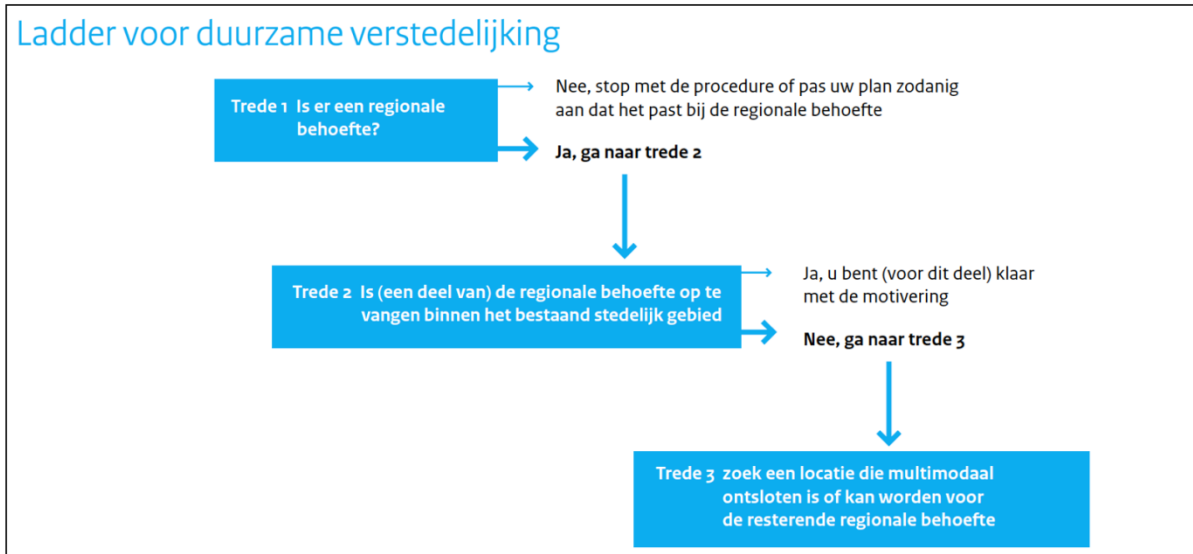 Ladder voor duurzame verstedelijking
Trede 1 Is er een regionale
behoefte?
Nee, stop met de procedure of pas uw plan zodanig
aan dat het past bij de regionale behoefte
Ja, ga naar trede 2
Trede 2 Is (een deel van) de regionale behoefte op te
vangen binnen het bestaand stedelijk gebied
Ja, u bent (voor dit deel) klaar
met de motivering
Nee, ga naar trede 3
Trede 3 zoek een locatie die multimodaal
ontsloten is of kan worden voor
de resterende regionale behoefte